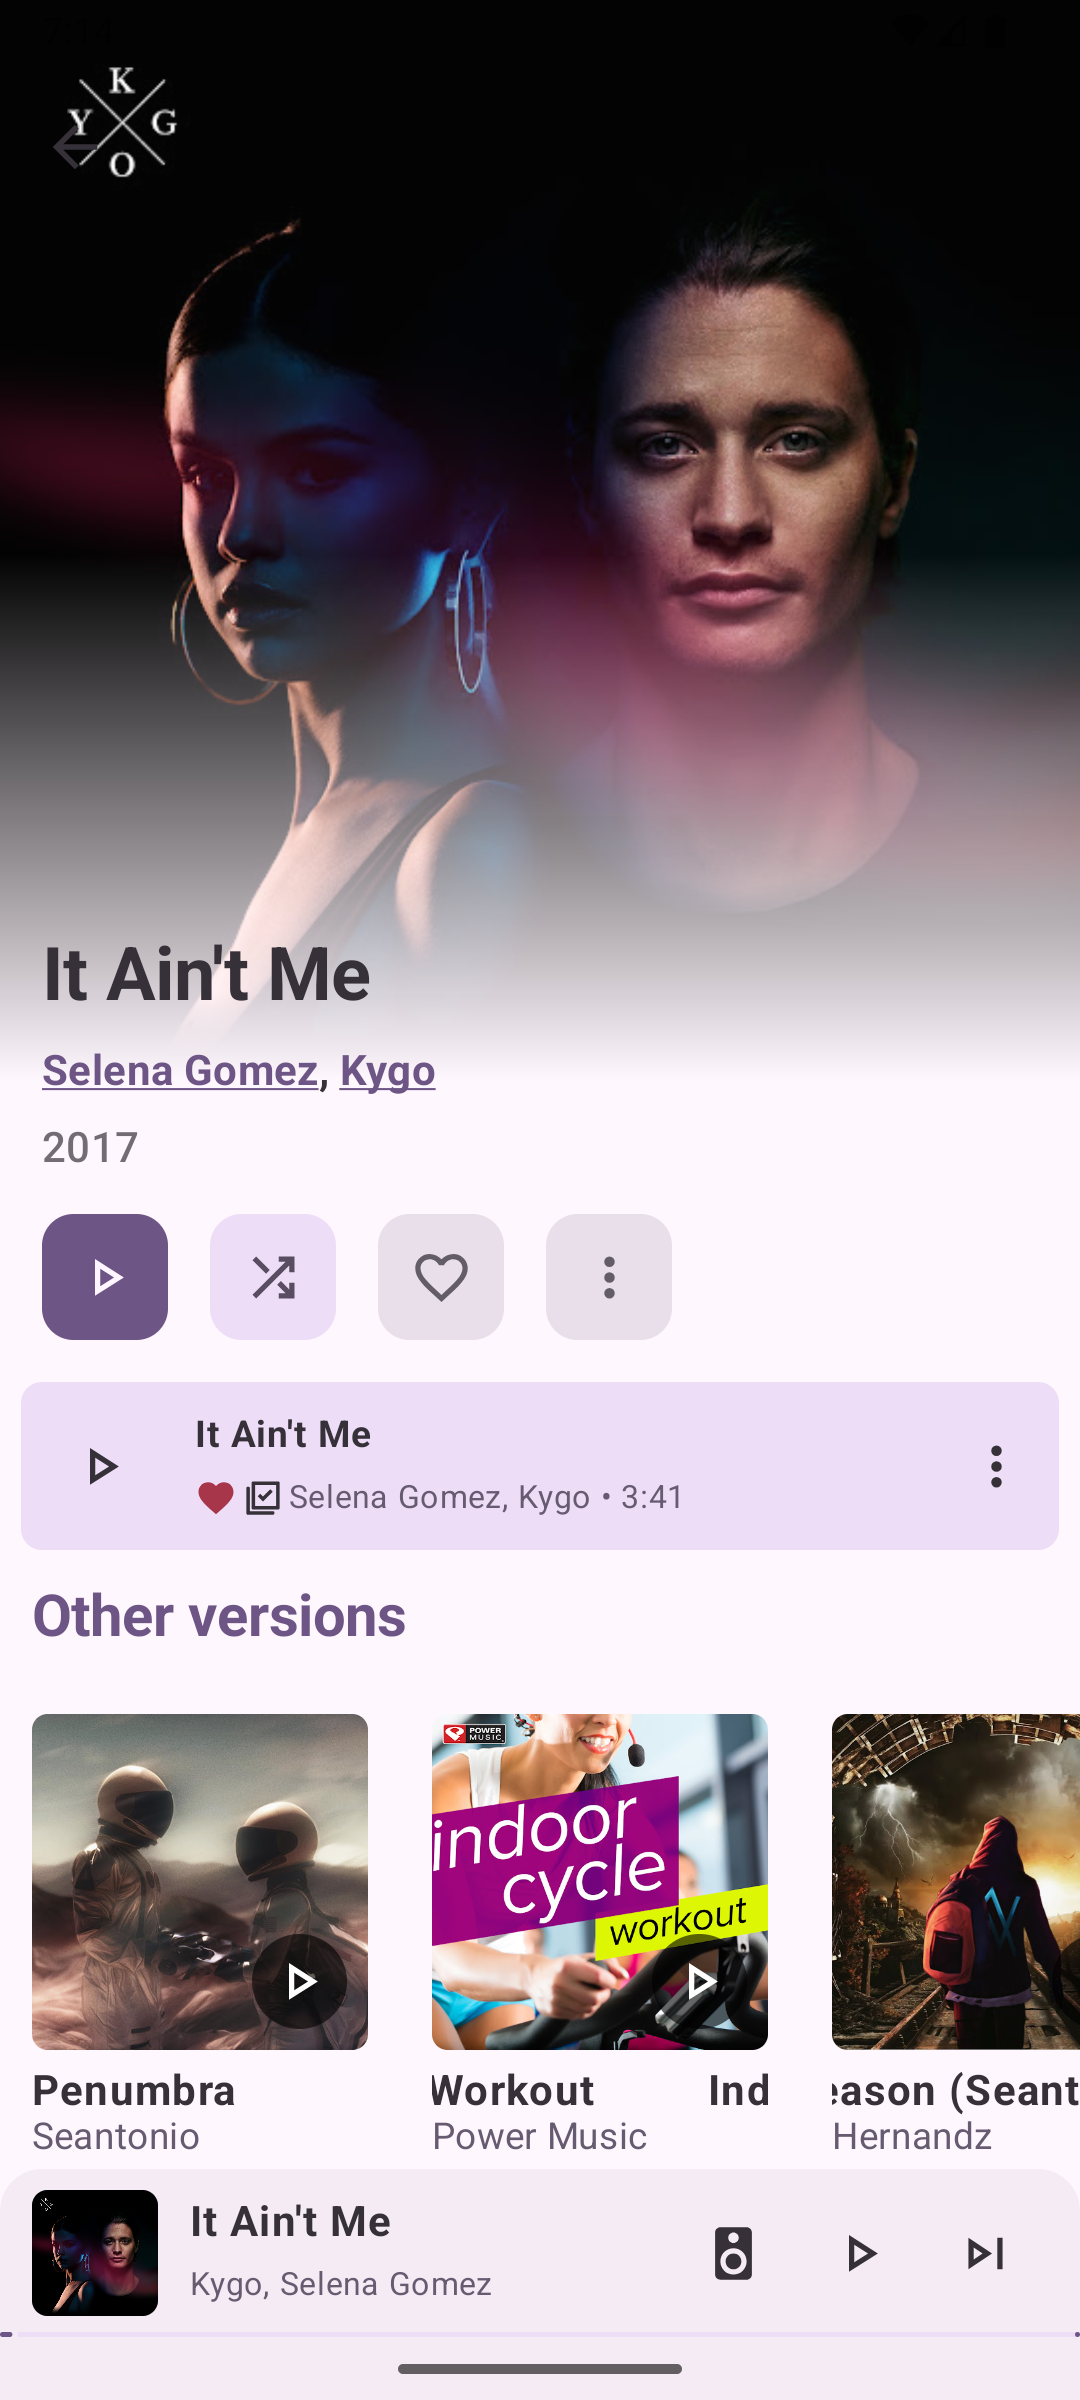 K
Y G
O
It Ain't Me
Selena Gomez, Kygo
2017
It Ain't Me
Selena Gomez, Kygo • 3:41
Other versions
POWER
MUSIC
indoor
cycle
workout
Penumbra
Seantonio
Workout Ind
Power Music
eason (Seant
Hernandz
It Ain't Me
Kygo, Selena Gomez